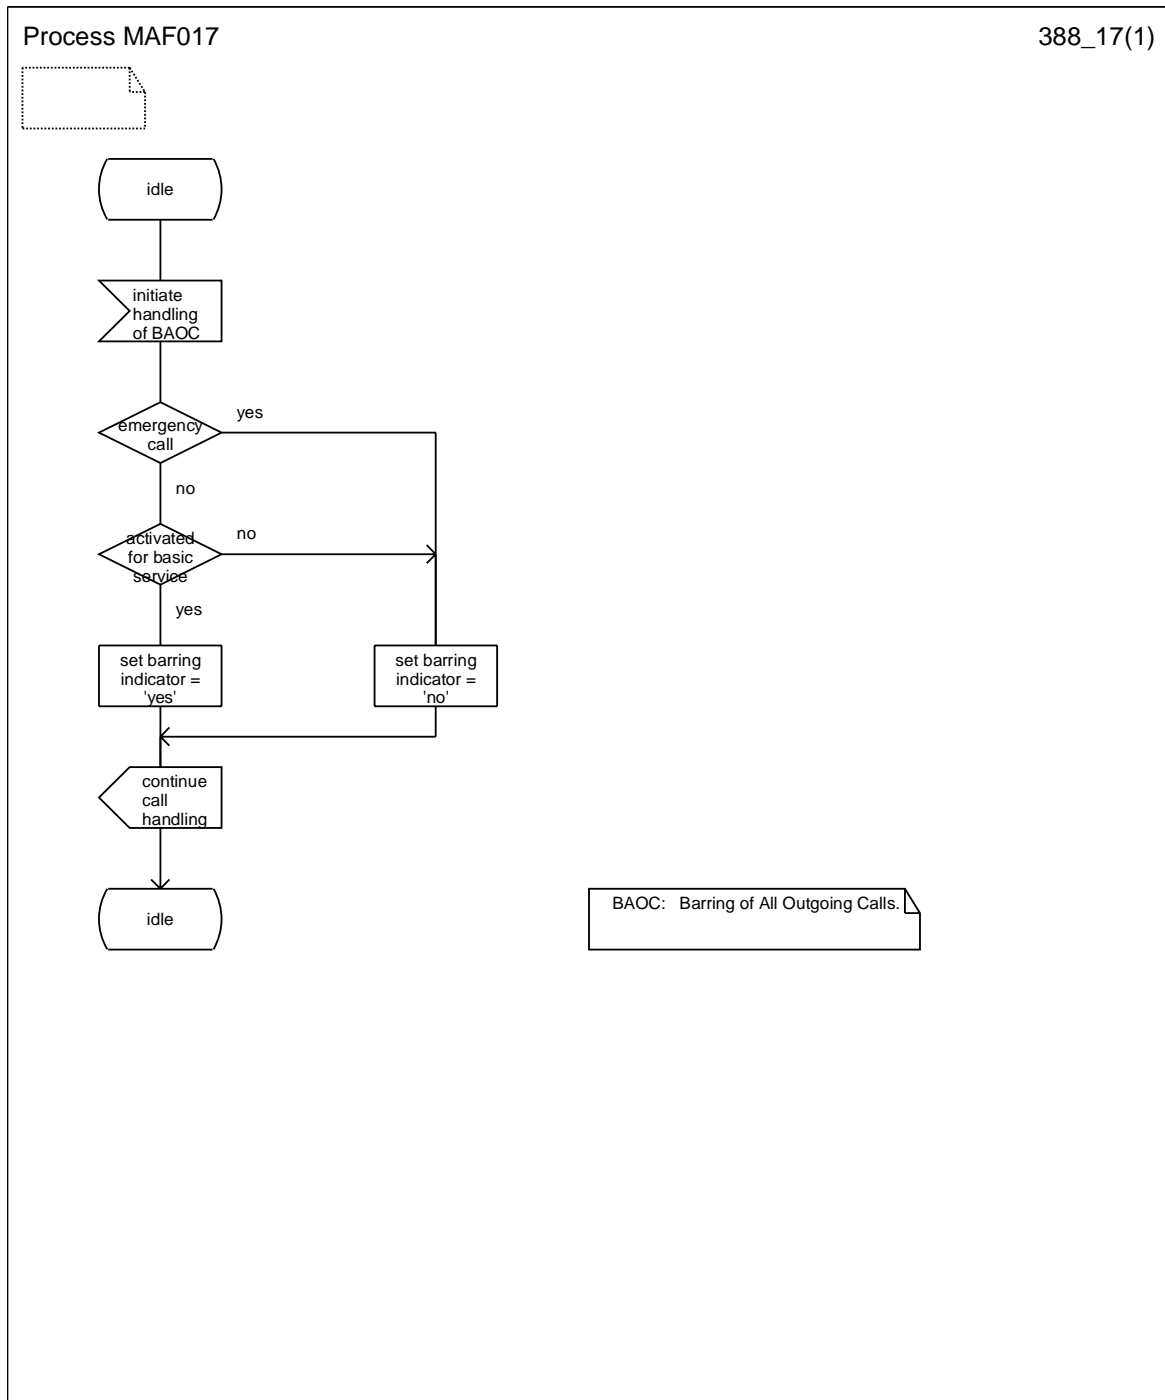 Process MAF017
388_17(1)
idle
initiate
handling
of BAOC
emergency
call
yes
no
activated
for basic
service
no
yes
set barring
indicator =
'yes'
set barring
indicator =
'no'
continue
call
handling
idle
BAOC: Barring of All Outgoing Calls.